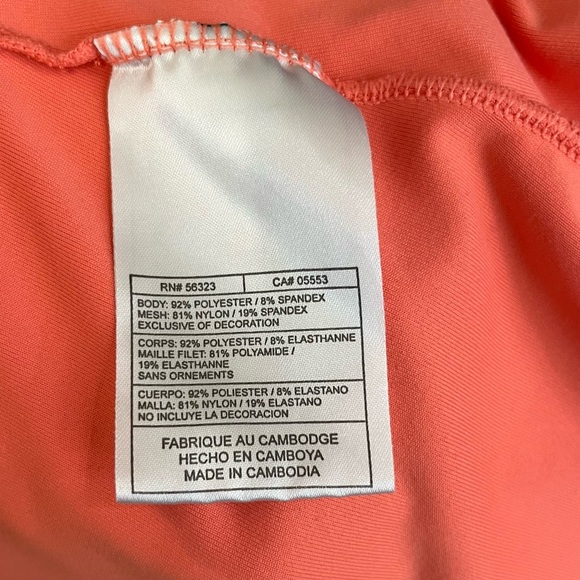 RN# 56323 CA# 05553
BODY: 92% POLYESTER / 8% SPANDEX
MESH: 81% NYLON / 19% SPANDEX
EXCLUSIVE OF DECORATION
CORPS: 92% POLYESTER / 8% ELASTHANNE
MAILLE FILET: 81% POLYAMIDE /
19% ELASTHANNE
SANS ORNEMENTS
CUERPO: 92% POLIESTER / 8% ELASTANO
MALLA: 81% NYLON / 19% ELASTANO
NO INCLUYE LA DECORACION
FABRIQUE AU CAMBODGE
HECHO EN CAMBOYA
MADE IN CAMBODIA